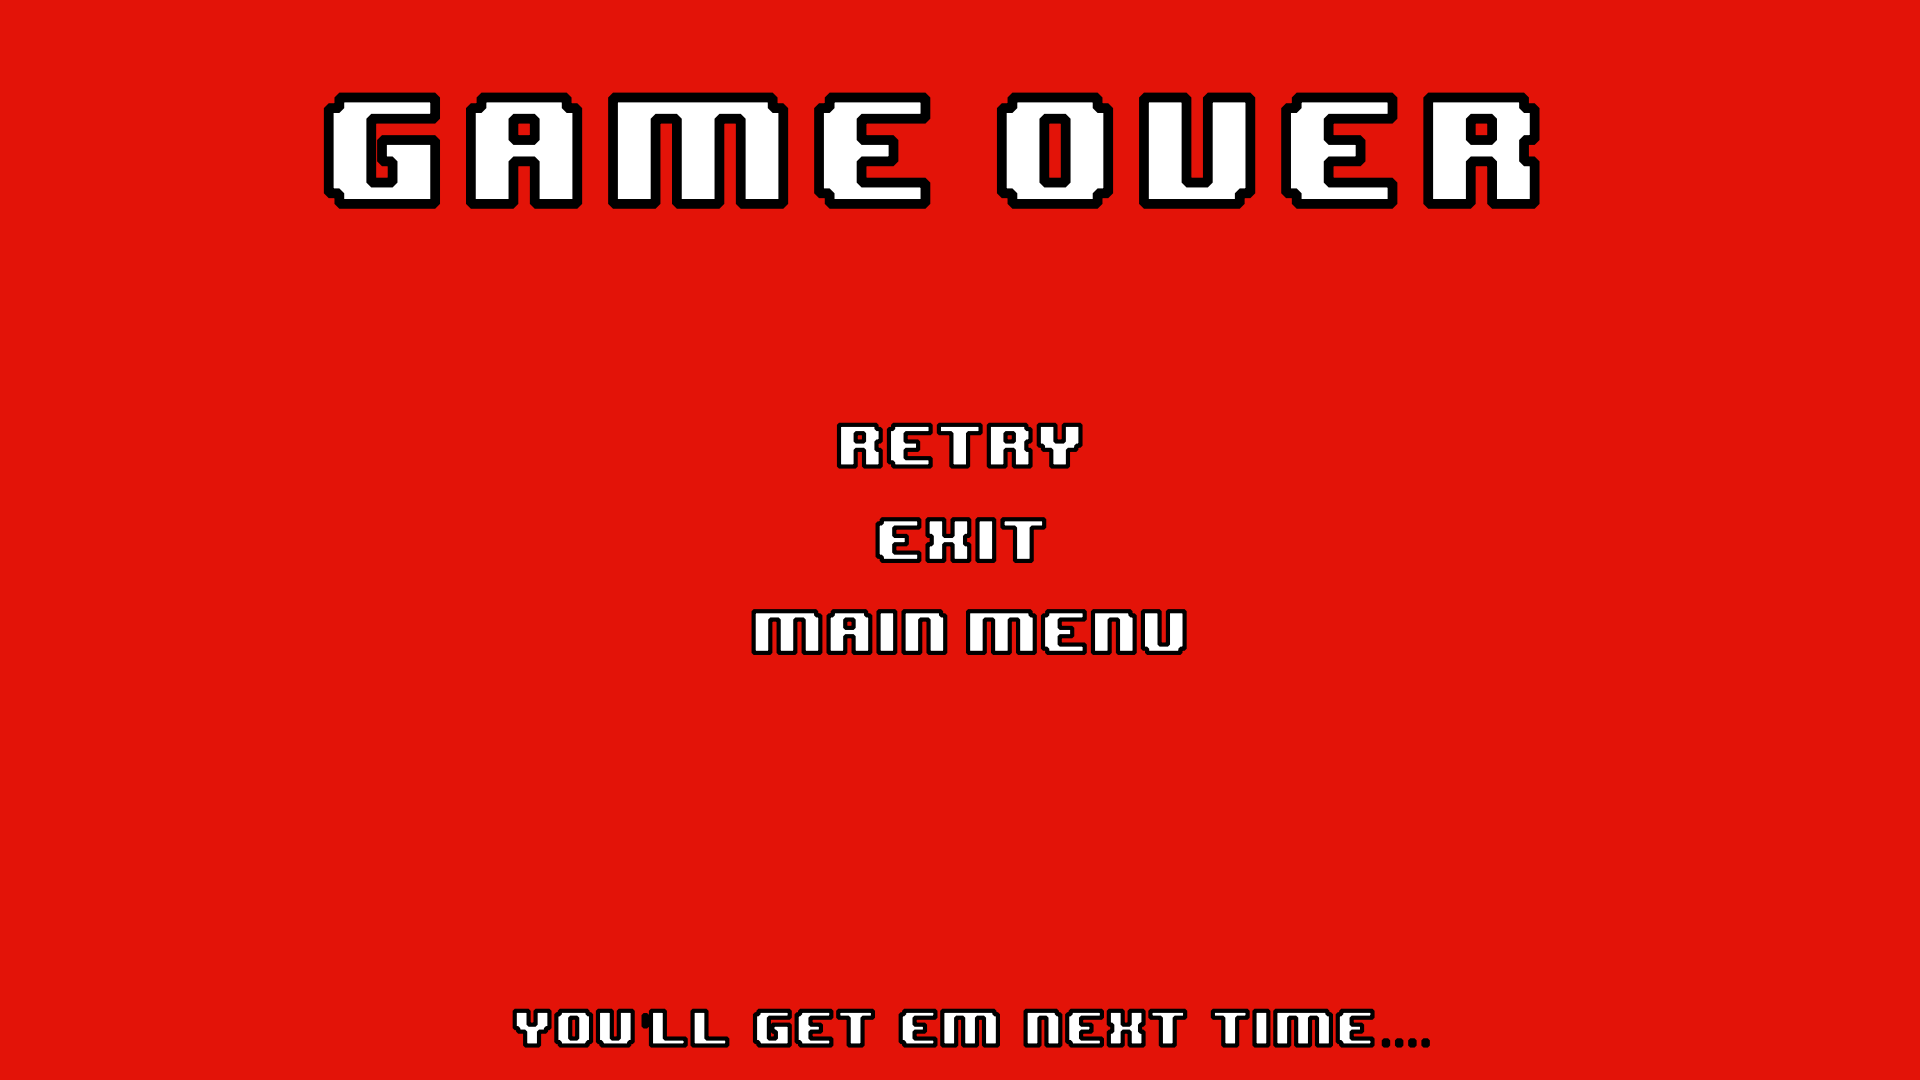 GAME OVER
RETRY
EXIT
MAIN MENU
YOU'LL GET EM NEXT TIME....